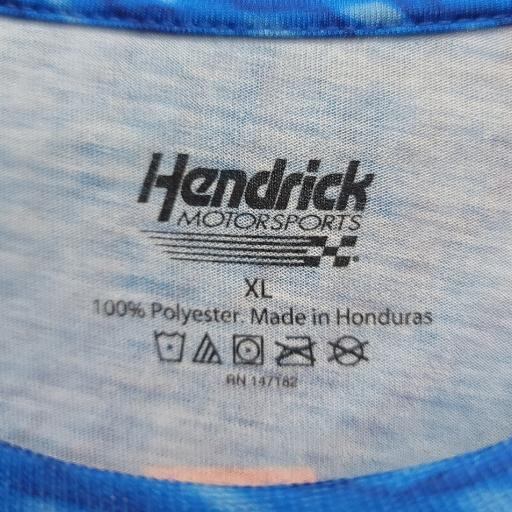 Hendrick
MOTORSPORTS
XL
100% Polyester. Made in Honduras
RN 147182